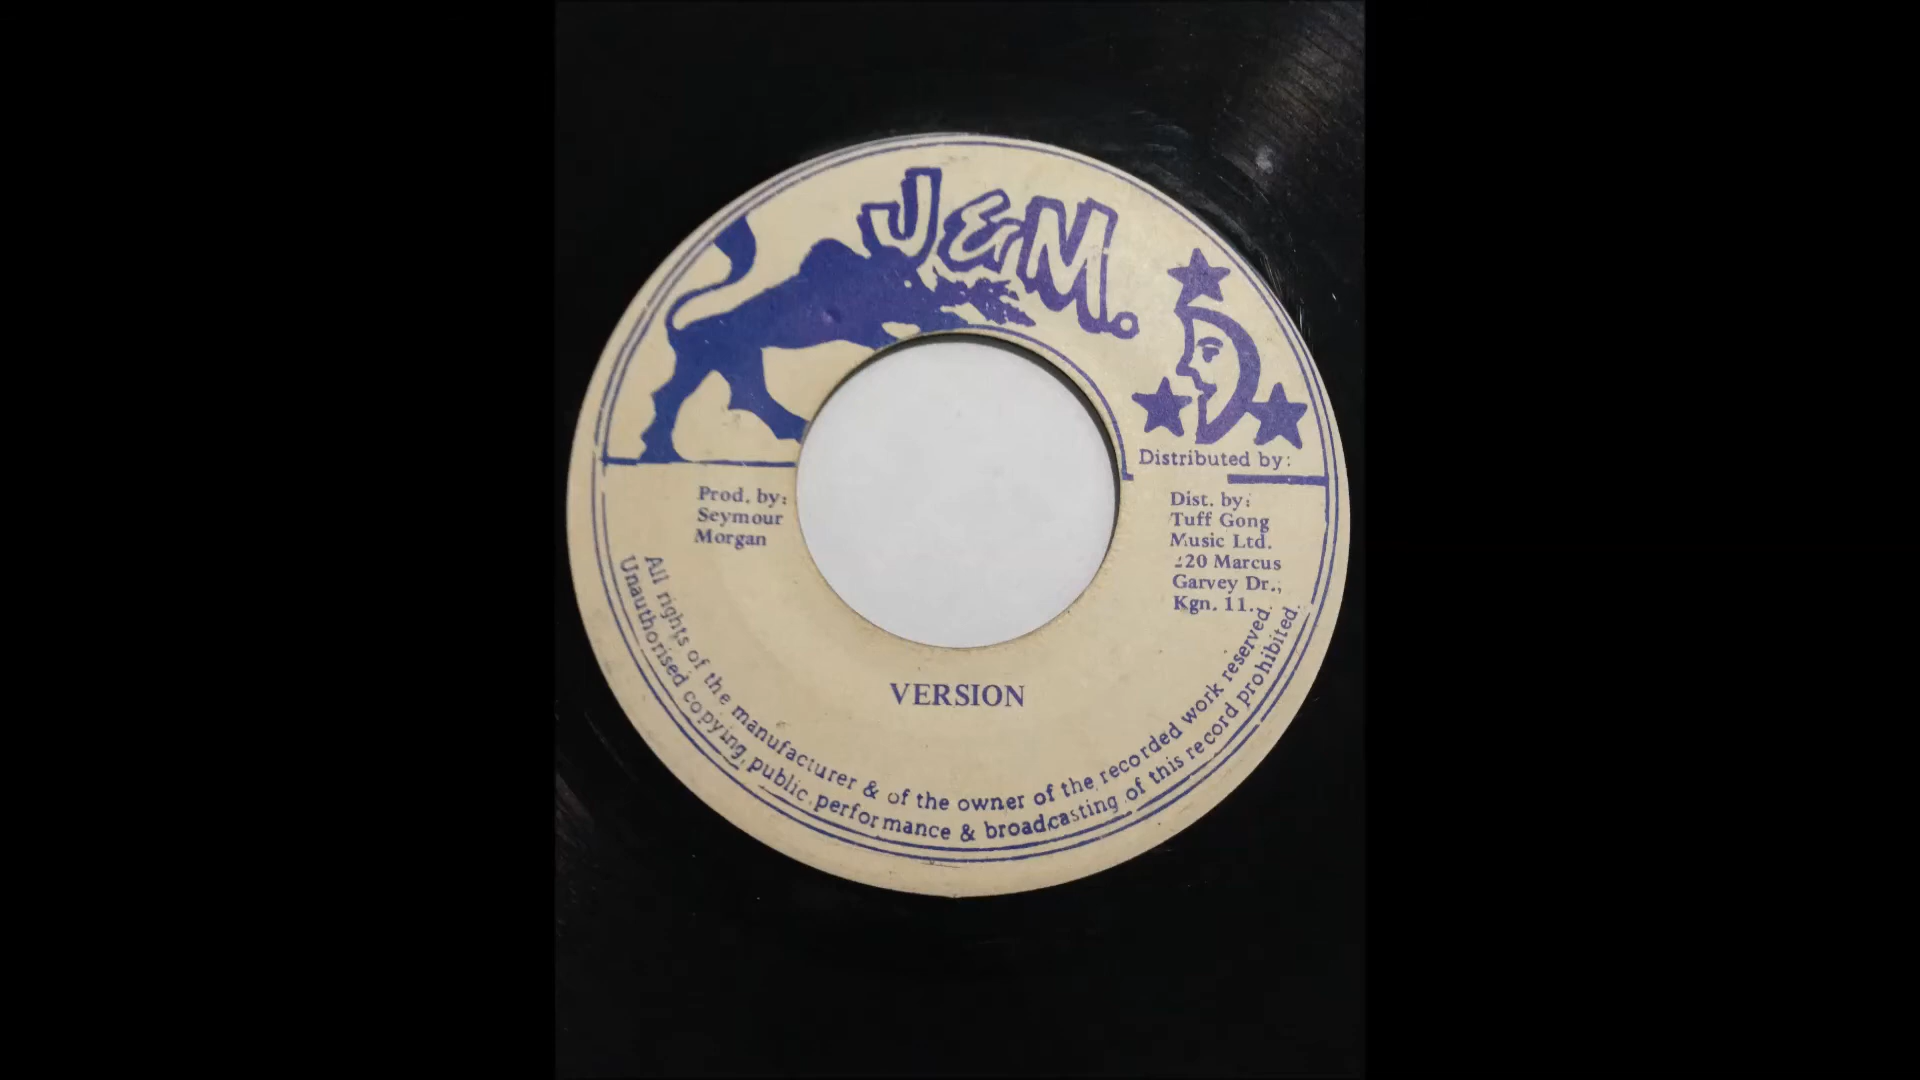 J&M.
Distributed by:
Prod. by:
Seymour
Morgan
Dist. by:
Tuff Gong
Music Ltd.
220 Marcus
Garvey Dr.,
Kgn. 11.
VERSION
All rights of the manufacturer & of the owner of the recorded work reserved.
Unauthorised copying, public performance & broadcasting of this record prohibited.